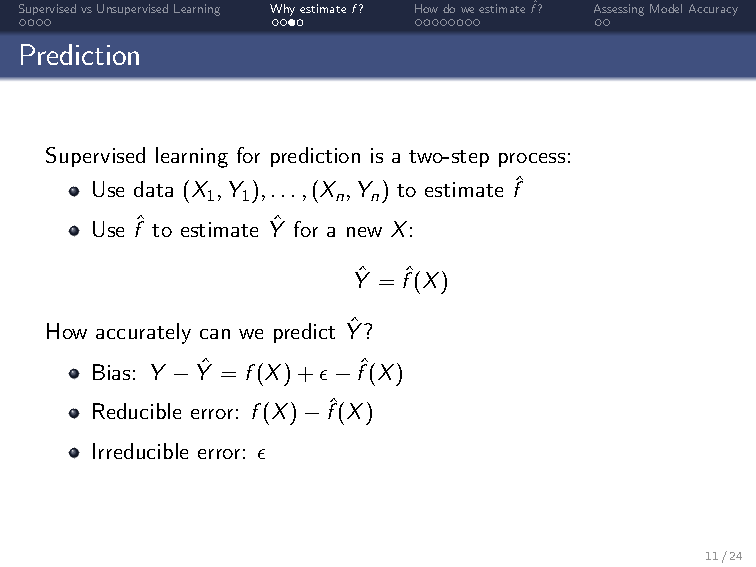 Supervised vs Unsupervised Learning Why estimate f? How do we estimate f̂? Assessing Model Accuracy
Prediction
Supervised learning for prediction is a two-step process:
Use data (X₁, Y₁), . . . , (Xₙ, Yₙ) to estimate f̂
Use f̂ to estimate Ŷ for a new X:
Ŷ = f̂(X)
How accurately can we predict Ŷ?
Bias: Y − Ŷ = f(X) + ϵ − f̂(X)
Reducible error: f(X) − f̂(X)
Irreducible error: ϵ
11 / 24